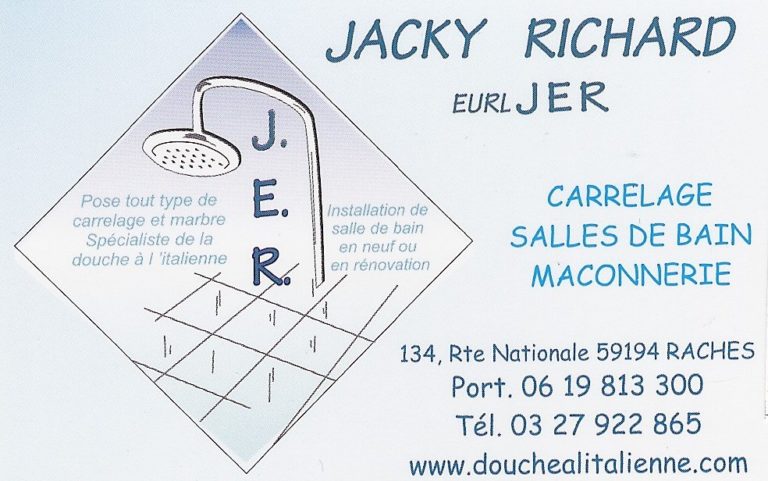 JACKY RICHARD
EURL JER
J.
E.
R.
Pose tout type de
carrelage et marbre
Spécialiste de la
douche à l 'italienne
Installation de
salle de bain
en neuf ou
en rénovation
CARRELAGE
SALLES DE BAIN
MACONNERIE
134, Rte Nationale 59194 RACHES
Port. 06 19 813 300
Tél. 03 27 922 865
www.douchealitalienne.com